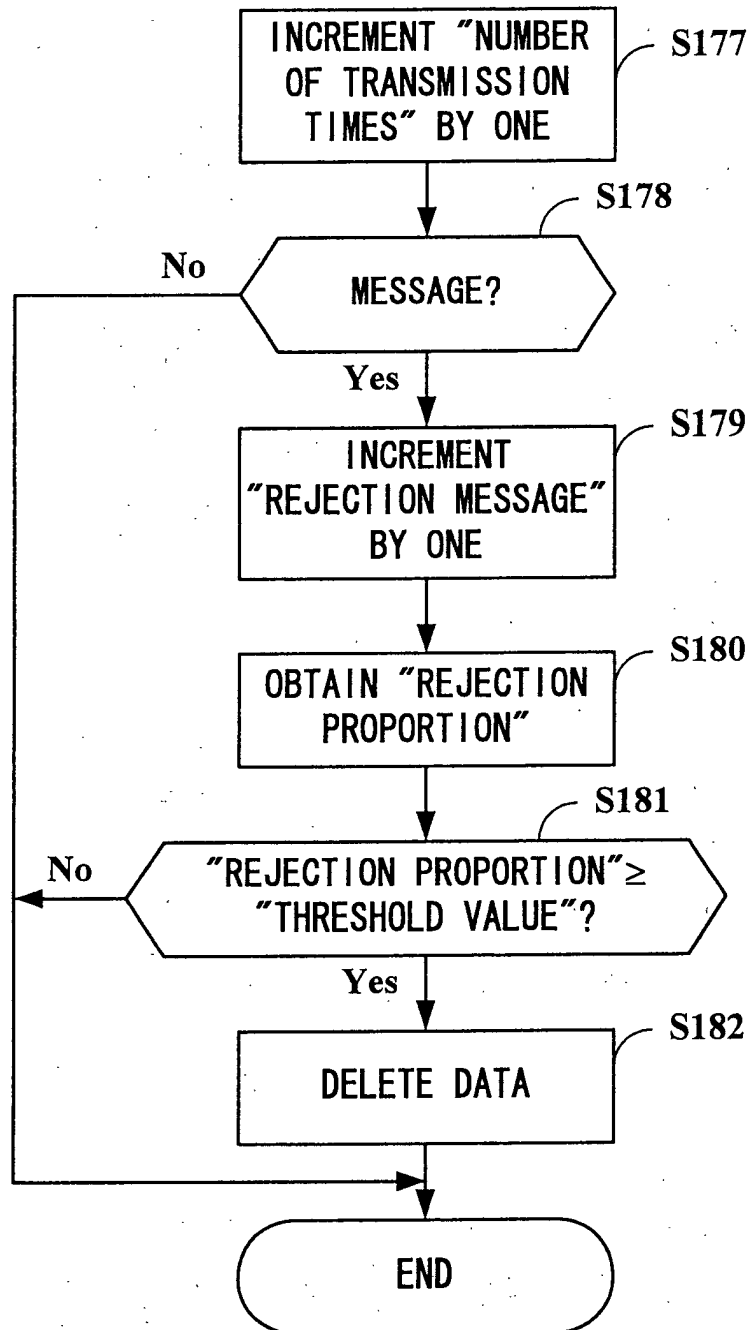 INCREMENT "NUMBER
OF TRANSMISSION
TIMES" BY ONE
S177
S178
No
MESSAGE?
Yes
S179
INCREMENT
"REJECTION MESSAGE"
BY ONE
S180
OBTAIN "REJECTION
PROPORTION"
S181
No
"REJECTION PROPORTION"≥
"THRESHOLD VALUE"?
Yes
S182
DELETE DATA
END